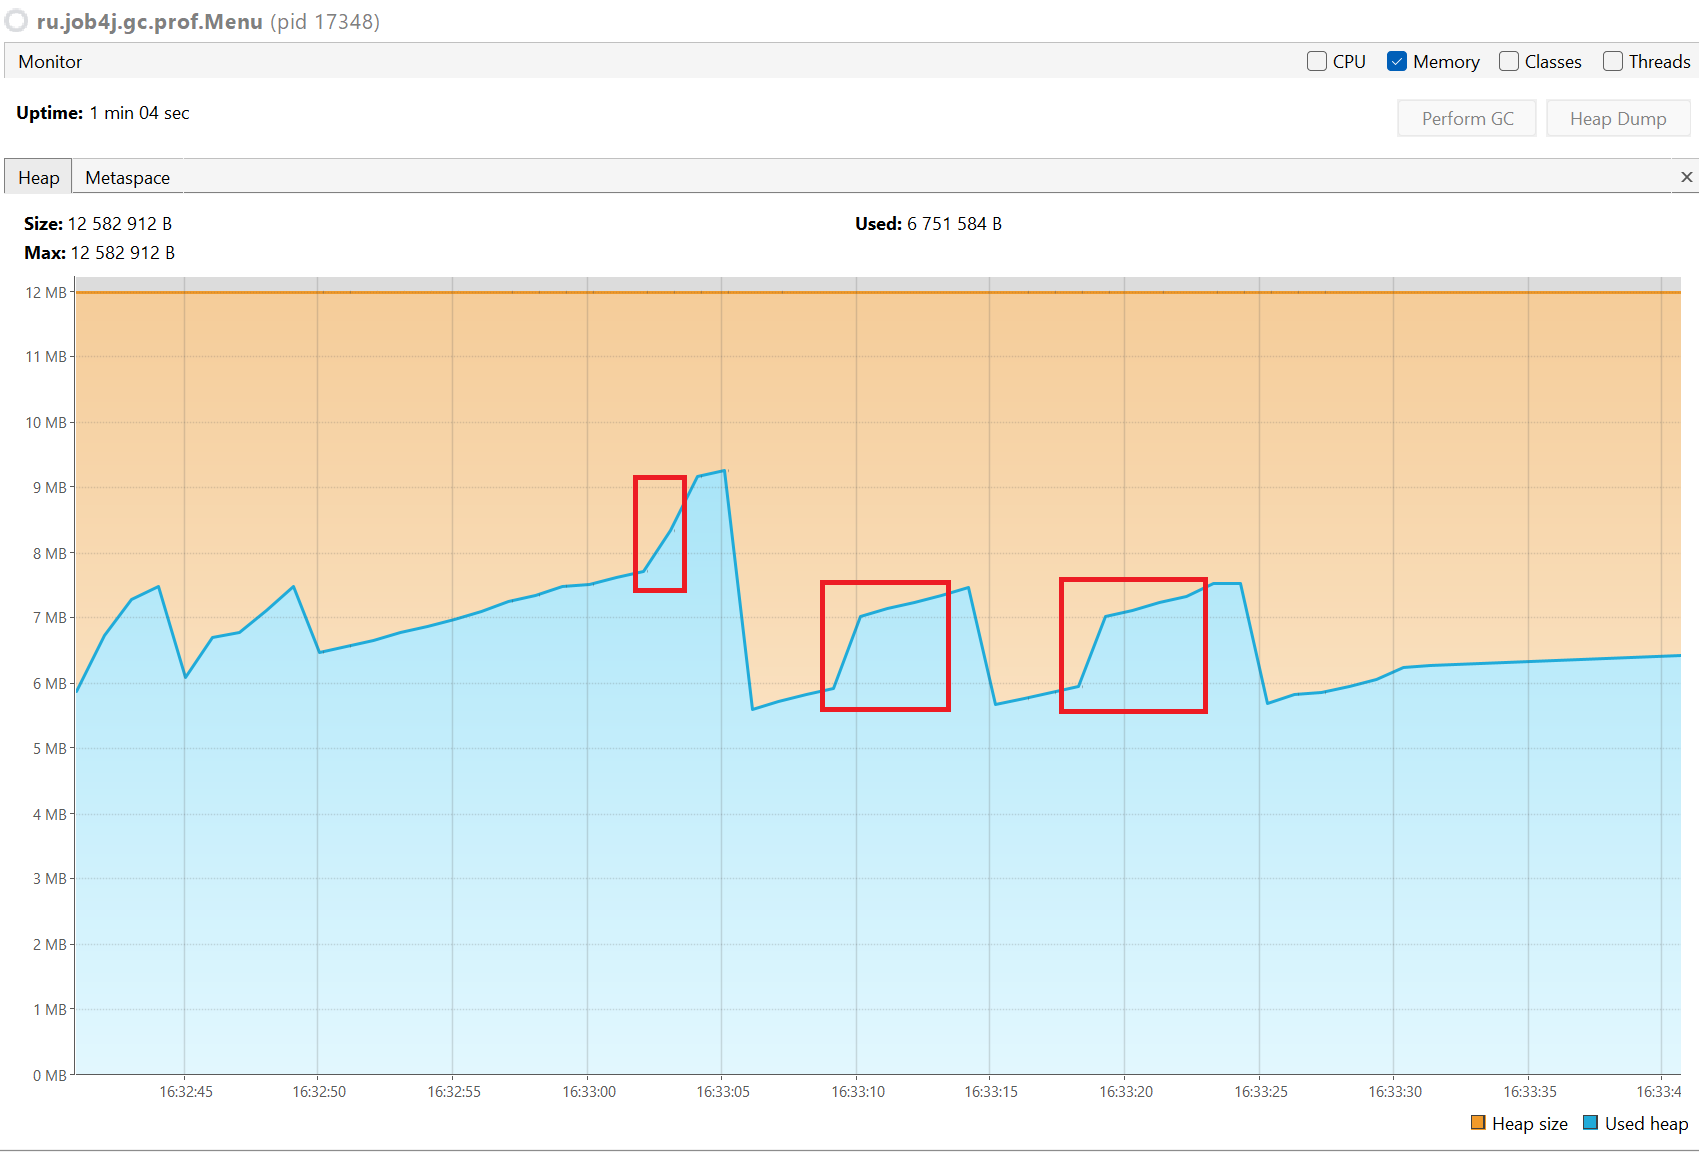 ru.job4j.gc.prof.Menu (pid 17348)
Monitor
CPU Memory Classes Threads
Uptime: 1 min 04 sec
Perform GC Heap Dump
Heap Metaspace
Size: 12 582 912 B Used: 6 751 584 B
Max: 12 582 912 B
12 MB
11 MB
10 MB
9 MB
8 MB
7 MB
6 MB
5 MB
4 MB
3 MB
2 MB
1 MB
0 MB
16:32:45 16:32:50 16:32:55 16:33:00 16:33:05 16:33:10 16:33:15 16:33:20 16:33:25 16:33:30 16:33:35 16:33:4
Heap size Used heap